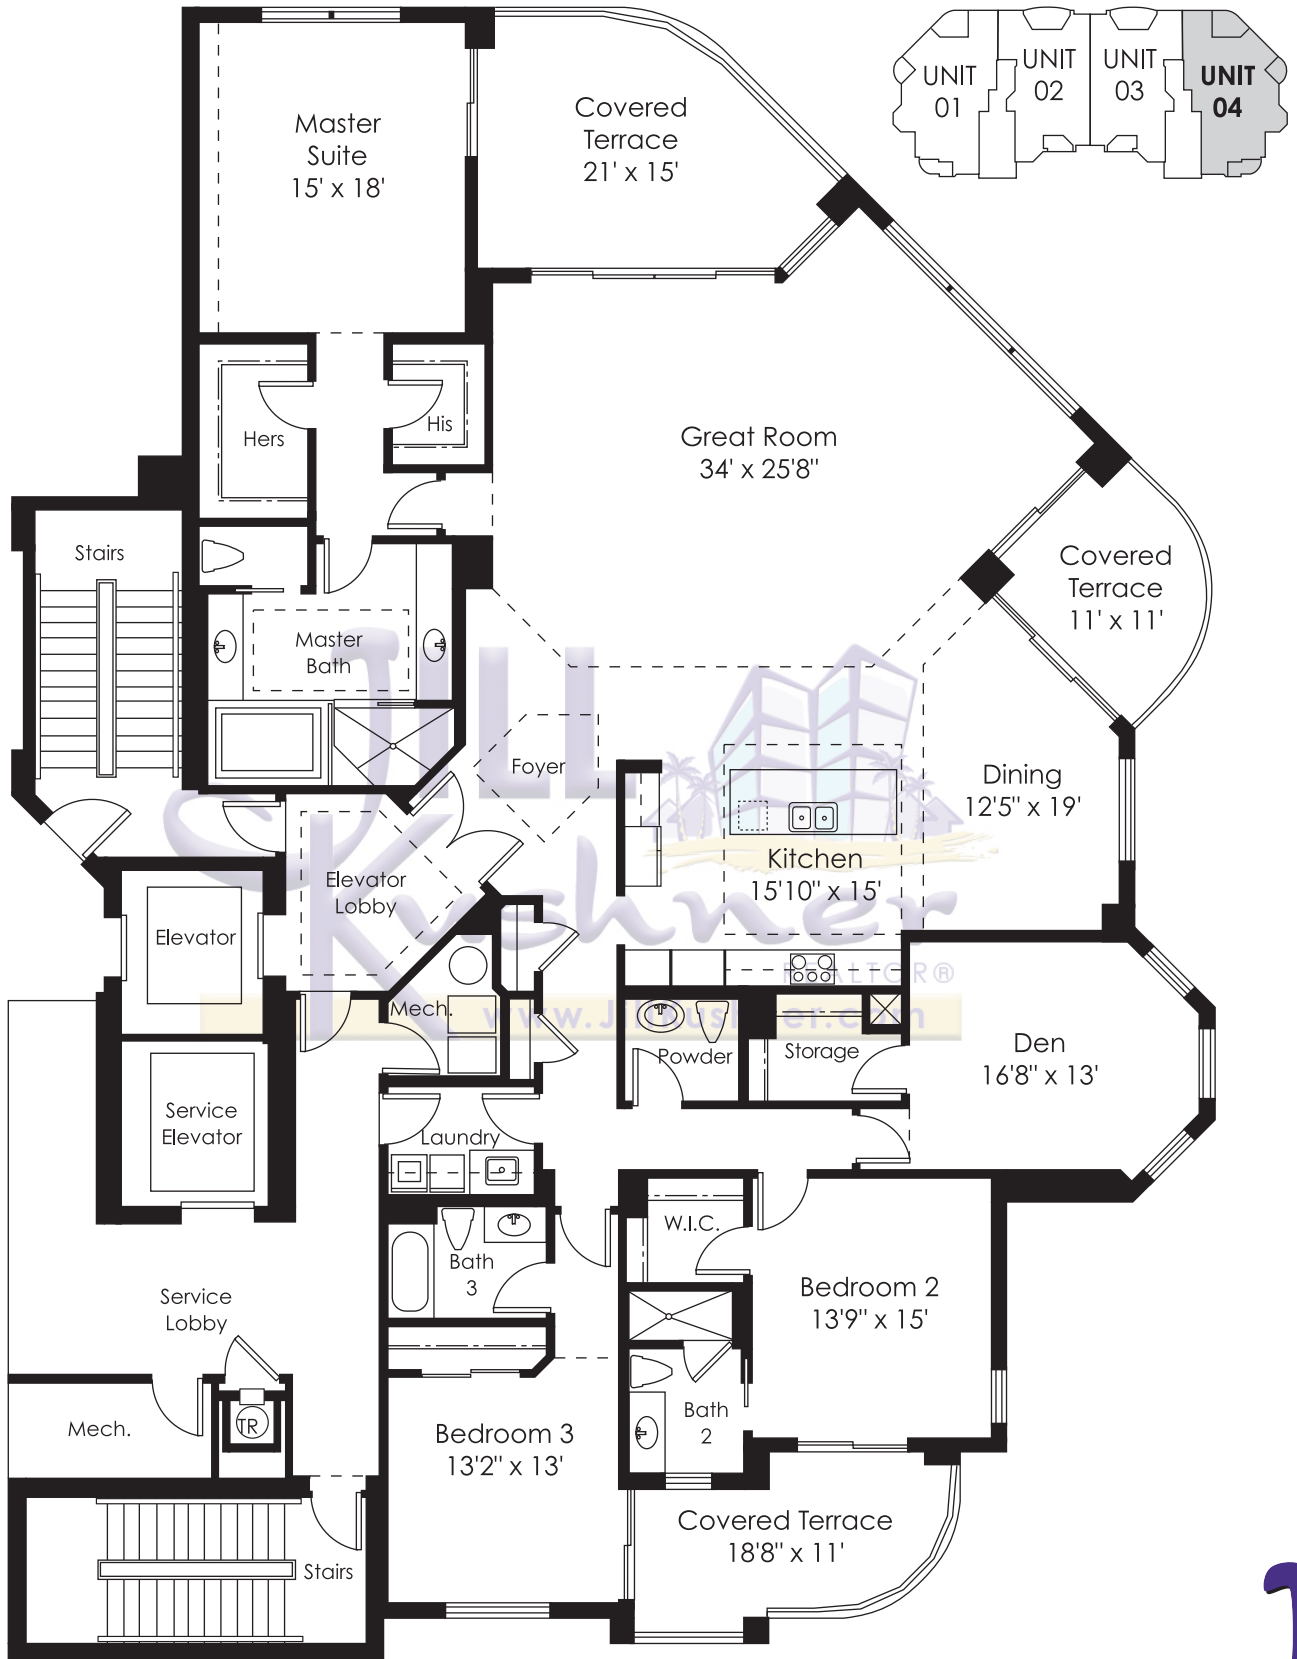 Master
Suite
15' x 18'
Covered
Terrace
21' x 15'
UNIT
01
UNIT
02
UNIT
03
UNIT
04
Hers
His
Great Room
34' x 25'8"
Stairs
Covered
Terrace
11' x 11'
Master
Bath
Foyer
Dining
12'5" x 19'
Kitchen
15'10" x 15'
Elevator
Lobby
Elevator
Jill
Kushner
REALTOR®
www.JillKushner.com
Mech.
Powder
Storage
Den
16'8" x 13'
Service
Elevator
Laundry
W.I.C.
Bath
3
Bedroom 2
13'9" x 15'
Service
Lobby
Mech.
TR
Bedroom 3
13'2" x 13'
Bath
2
Covered Terrace
18'8" x 11'
Stairs